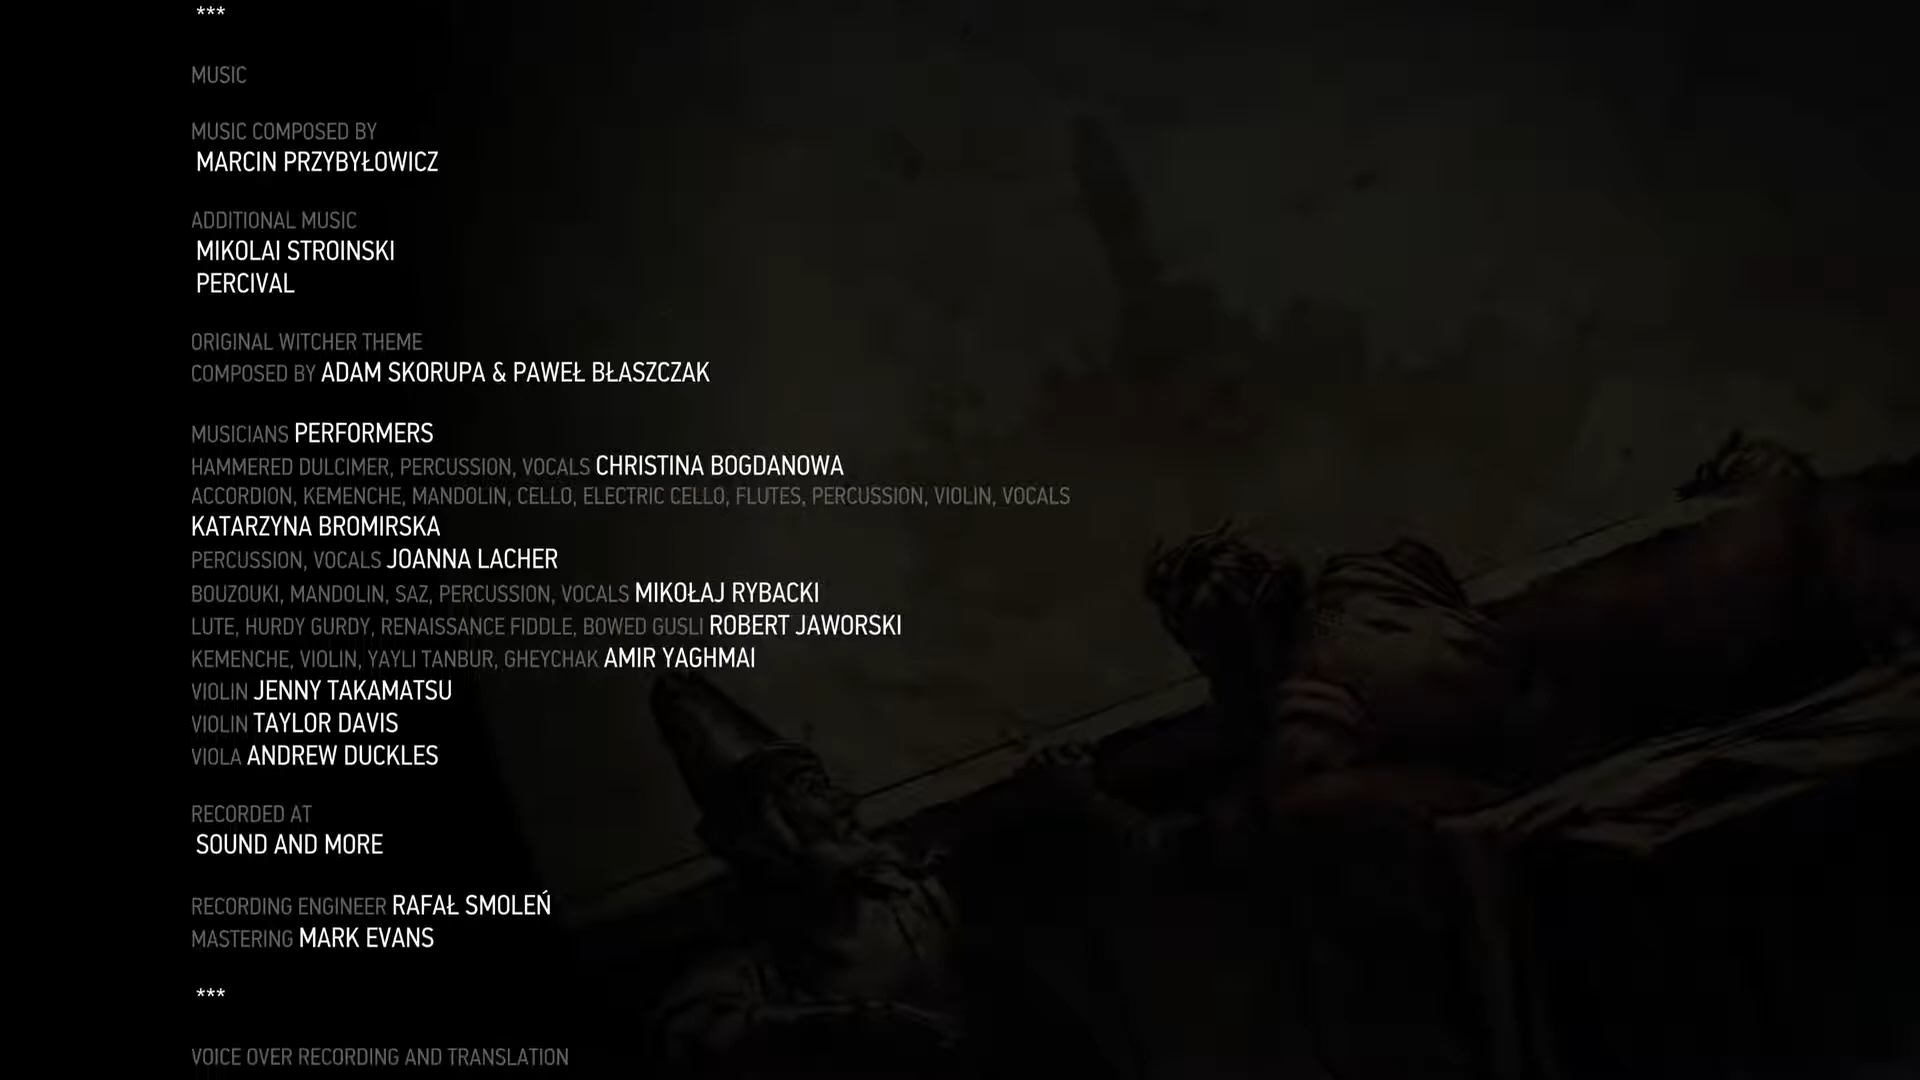 ***
MUSIC
MUSIC COMPOSED BY
MARCIN PRZYBYŁOWICZ
ADDITIONAL MUSIC
MIKOLAI STROINSKI
PERCIVAL
ORIGINAL WITCHER THEME
COMPOSED BY ADAM SKORUPA & PAWEŁ BŁASZCZAK
MUSICIANS PERFORMERS
HAMMERED DULCIMER, PERCUSSION, VOCALS CHRISTINA BOGDANOWA
ACCORDION, KEMENCHE, MANDOLIN, CELLO, ELECTRIC CELLO, FLUTES, PERCUSSION, VIOLIN, VOCALS
KATARZYNA BROMIRSKA
PERCUSSION, VOCALS JOANNA LACHER
BOUZOUKI, MANDOLIN, SAZ, PERCUSSION, VOCALS MIKOŁAJ RYBACKI
LUTE, HURDY GURDY, RENAISSANCE FIDDLE, BOWED GUSLI ROBERT JAWORSKI
KEMENCHE, VIOLIN, YAYLI TANBUR, GHEYCHAK AMIR YAGHMAI
VIOLIN JENNY TAKAMATSU
VIOLIN TAYLOR DAVIS
VIOLA ANDREW DUCKLES
RECORDED AT
SOUND AND MORE
RECORDING ENGINEER RAFAŁ SMOLEŃ
MASTERING MARK EVANS
***
VOICE OVER RECORDING AND TRANSLATION